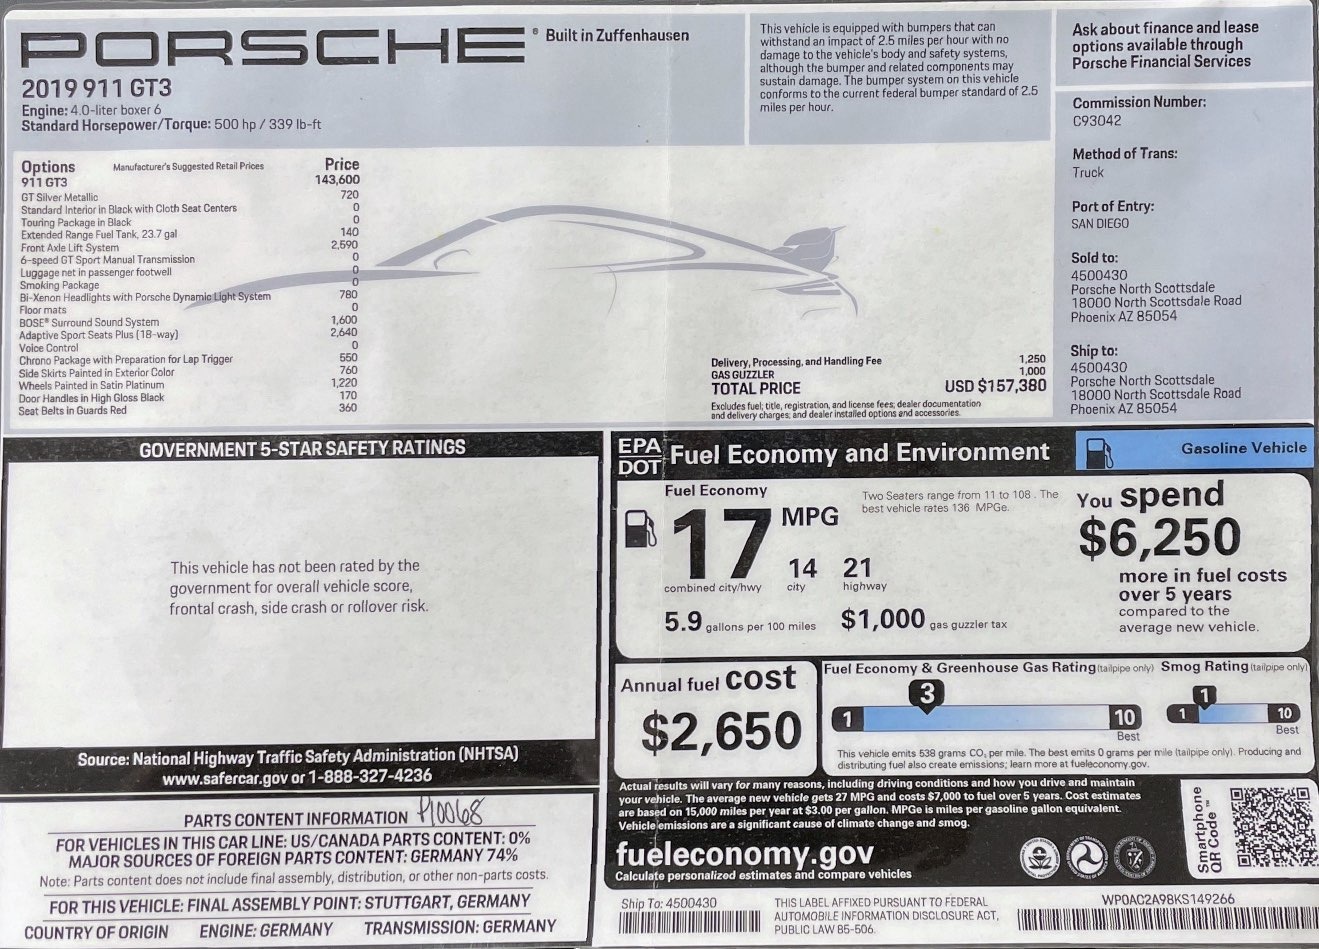 PORSCHE® Built in Zuffenhausen
2019 911 GT3
Engine: 4.0-liter boxer 6
Standard Horsepower/Torque: 500 hp / 339 lb-ft
This vehicle is equipped with bumpers that can
withstand an impact of 2.5 miles per hour with no
damage to the vehicle's body and safety systems,
although the bumper and related components may
sustain damage. The bumper system on this vehicle
conforms to the current federal bumper standard of 2.5
miles per hour.
Ask about finance and lease
options available through
Porsche Financial Services
Commission Number:
C93042
Method of Trans:
Truck
Port of Entry:
SAN DIEGO
Sold to:
4500430
Porsche North Scottsdale
18000 North Scottsdale Road
Phoenix AZ 85054
Ship to:
4500430
Porsche North Scottsdale
18000 North Scottsdale Road
Phoenix AZ 85054
Options Manufacturer's Suggested Retail Prices Price
911 GT3 143,600
GT Silver Metallic 720
Standard Interior in Black with Cloth Seat Centers 0
Touring Package in Black 0
Extended Range Fuel Tank, 23.7 gal 140
Front Axle Lift System 2,590
6-speed GT Sport Manual Transmission 0
Luggage net in passenger footwell 0
Smoking Package 0
Bi-Xenon Headlights with Porsche Dynamic Light System 780
Floor mats 0
BOSE® Surround Sound System 1,600
Adaptive Sport Seats Plus (18-way) 2,640
Voice Control 0
Chrono Package with Preparation for Lap Trigger 550
Side Skirts Painted in Exterior Color 760
Wheels Painted in Satin Platinum 1,220
Door Handles in High Gloss Black 170
Seat Belts in Guards Red 360
Delivery, Processing, and Handling Fee 1,250
GAS GUZZLER 1,000
TOTAL PRICE USD $157,380
Excludes fuel, title, registration, and license fees, dealer documentation
and delivery charges, and dealer installed options and accessories.
GOVERNMENT 5-STAR SAFETY RATINGS
This vehicle has not been rated by the
government for overall vehicle score,
frontal crash, side crash or rollover risk.
Source: National Highway Traffic Safety Administration (NHTSA)
www.safercar.gov or 1-888-327-4236
PARTS CONTENT INFORMATION H0068
FOR VEHICLES IN THIS CAR LINE: US/CANADA PARTS CONTENT: 0%
MAJOR SOURCES OF FOREIGN PARTS CONTENT: GERMANY 74%
Note: Parts content does not include final assembly, distribution, or other non-parts costs.
FOR THIS VEHICLE: FINAL ASSEMBLY POINT: STUTTGART, GERMANY
COUNTRY OF ORIGIN ENGINE: GERMANY TRANSMISSION: GERMANY
EPA
DOT Fuel Economy and Environment
Gasoline Vehicle
Fuel Economy
17 MPG
combined city/hwy
14
city
21
highway
Two Seaters range from 11 to 108 . The
best vehicle rates 136 MPGe.
5.9 gallons per 100 miles
$1,000 gas guzzler tax
You spend
$6,250
more in fuel costs
over 5 years
compared to the
average new vehicle.
Annual fuel cost
$2,650
Fuel Economy & Greenhouse Gas Rating (tailpipe only)
3
1 10
Best
Smog Rating (tailpipe only)
1
1 10
Best
This vehicle emits 538 grams CO₂ per mile. The best emits 0 grams per mile (tailpipe only). Producing and
distributing fuel also create emissions; learn more at fueleconomy.gov.
Actual results will vary for many reasons, including driving conditions and how you drive and maintain
your vehicle. The average new vehicle gets 27 MPG and costs $7,000 to fuel over 5 years. Cost estimates
are based on 15,000 miles per year at $3.00 per gallon. MPGe is miles per gasoline gallon equivalent.
Vehicle emissions are a significant cause of climate change and smog.
fueleconomy.gov
Calculate personalized estimates and compare vehicles
Smartphone
QR Code™
Ship To: 4500430
THIS LABEL AFFIXED PURSUANT TO FEDERAL
AUTOMOBILE INFORMATION DISCLOSURE ACT,
PUBLIC LAW 85-506.
WP0AC2A98KS149266